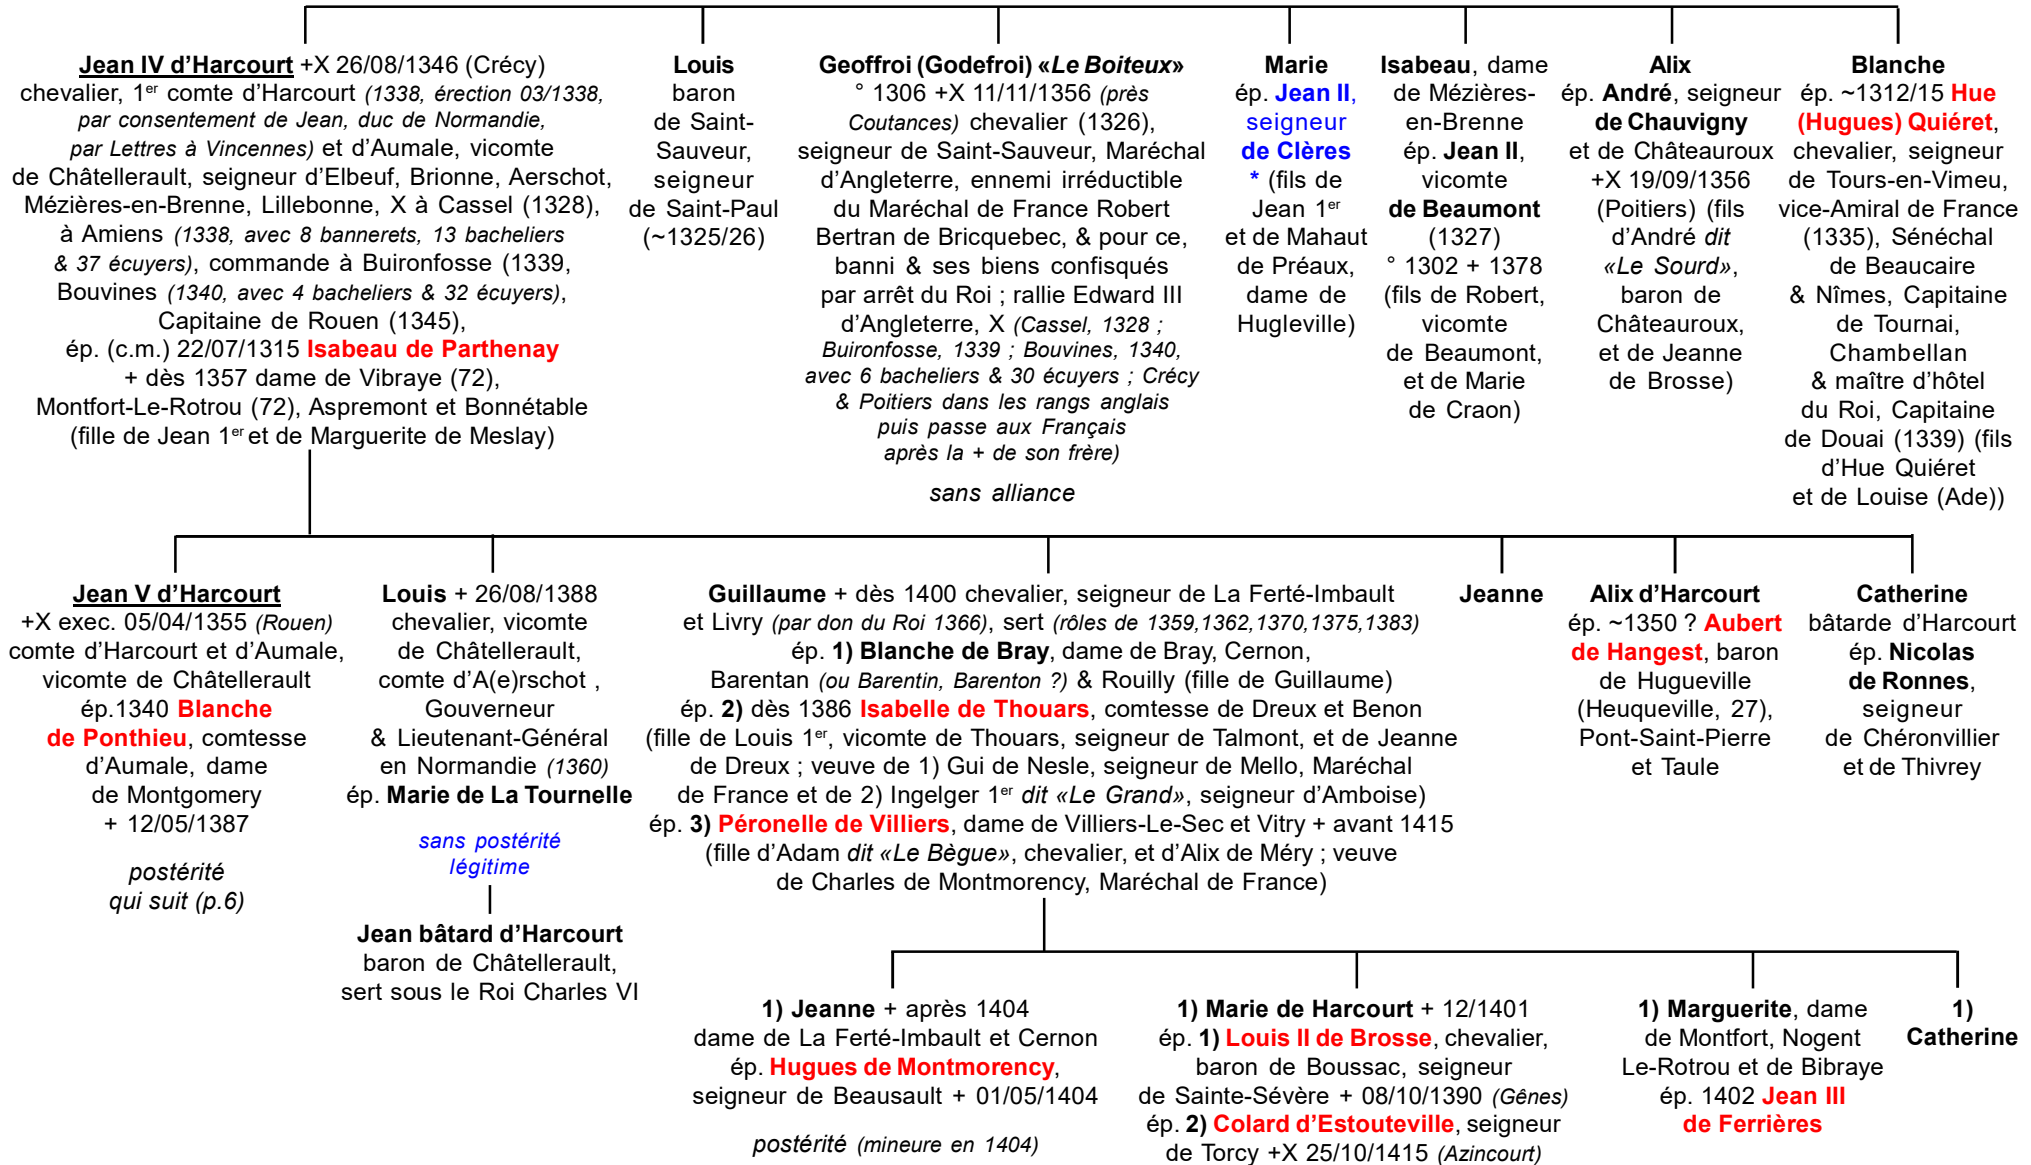 Jean IV d’Harcourt +X 26/08/1346 (Crécy)
chevalier, 1er comte d’Harcourt (1338, érection 03/1338,
par consentement de Jean, duc de Normandie,
par Lettres à Vincennes) et d’Aumale, vicomte
de Châtellerault, seigneur d’Elbeuf, Brionne, Aerschot,
Mézières-en-Brenne, Lillebonne, X à Cassel (1328),
à Amiens (1338, avec 8 bannerets, 13 bacheliers
& 37 écuyers), commande à Buironfosse (1339,
Bouvines (1340, avec 4 bacheliers & 32 écuyers),
Capitaine de Rouen (1345),
ép. (c.m.) 22/07/1315 Isabeau de Parthenay
+ dès 1357 dame de Vibraye (72),
Montfort-Le-Rotrou (72), Aspremont et Bonnétable
(fille de Jean 1er et de Marguerite de Meslay)
Louis
baron
de Saint-
Sauveur,
seigneur
de Saint-Paul
(~1325/26)
Geoffroi (Godefroi) «Le Boiteux»
° 1306 +X 11/11/1356 (près
Coutances) chevalier (1326),
seigneur de Saint-Sauveur, Maréchal
d’Angleterre, ennemi irréductible
du Maréchal de France Robert
Bertran de Bricquebec, & pour ce,
banni & ses biens confisqués
par arrêt du Roi ; rallie Edward III
d’Angleterre, X (Cassel, 1328 ;
Buironfosse, 1339 ; Bouvines, 1340,
avec 6 bacheliers & 30 écuyers ; Crécy
& Poitiers dans les rangs anglais
puis passe aux Français
après la + de son frère)
sans alliance
Marie
ép. Jean II,
seigneur
de Clères
* (fils de
Jean 1er
et de Mahaut
de Préaux,
dame de
Hugleville)
Isabeau, dame
de Mézières-
en-Brenne
ép. Jean II,
vicomte
de Beaumont
(1327)
° 1302 + 1378
(fils de Robert,
vicomte
de Beaumont,
et de Marie
de Craon)
Alix
ép. André, seigneur
de Chauvigny
et de Châteauroux
+X 19/09/1356
(Poitiers) (fils
d’André dit
«Le Sourd»,
baron de
Châteauroux,
et de Jeanne
de Brosse)
Blanche
ép. ~1312/15 Hue
(Hugues) Quiéret,
chevalier, seigneur
de Tours-en-Vimeu,
vice-Amiral de France
(1335), Sénéchal
de Beaucaire
& Nîmes, Capitaine
de Tournai,
Chambellan
& maître d’hôtel
du Roi, Capitaine
de Douai (1339) (fils
d’Hue Quiéret
et de Louise (Ade))
Jean V d’Harcourt
+X exec. 05/04/1355 (Rouen)
comte d’Harcourt et d’Aumale,
vicomte de Châtellerault
ép.1340 Blanche
de Ponthieu, comtesse
d’Aumale, dame
de Montgomery
+ 12/05/1387
postérité
qui suit (p.6)
Louis + 26/08/1388
chevalier, vicomte
de Châtellerault,
comte d’A(e)rschot ,
Gouverneur
& Lieutenant-Général
en Normandie (1360)
ép. Marie de La Tournelle
sans postérité
légitime
Jean bâtard d’Harcourt
baron de Châtellerault,
sert sous le Roi Charles VI
Guillaume + dès 1400 chevalier, seigneur de La Ferté-Imbault
et Livry (par don du Roi 1366), sert (rôles de 1359,1362,1370,1375,1383)
ép. 1) Blanche de Bray, dame de Bray, Cernon,
Barentan (ou Barentin, Barenton ?) & Rouilly (fille de Guillaume)
ép. 2) dès 1386 Isabelle de Thouars, comtesse de Dreux et Benon
(fille de Louis 1er, vicomte de Thouars, seigneur de Talmont, et de Jeanne
de Dreux ; veuve de 1) Gui de Nesle, seigneur de Mello, Maréchal
de France et de 2) Ingelger 1er dit «Le Grand», seigneur d’Amboise)
ép. 3) Péronelle de Villiers, dame de Villiers-Le-Sec et Vitry + avant 1415
(fille d’Adam dit «Le Bègue», chevalier, et d’Alix de Méry ; veuve
de Charles de Montmorency, Maréchal de France)
Jeanne
Alix d’Harcourt
ép. ~1350 ? Aubert
de Hangest, baron
de Hugueville
(Heuqueville, 27),
Pont-Saint-Pierre
et Taule
Catherine
bâtarde d’Harcourt
ép. Nicolas
de Ronnes,
seigneur
de Chéronvillier
et de Thivrey
1) Jeanne + après 1404
dame de La Ferté-Imbault et Cernon
ép. Hugues de Montmorency,
seigneur de Beausault + 01/05/1404
postérité (mineure en 1404)
1) Marie de Harcourt + 12/1401
ép. 1) Louis II de Brosse, chevalier,
baron de Boussac, seigneur
de Sainte-Sévère + 08/10/1390 (Gênes)
ép. 2) Colard d’Estouteville, seigneur
de Torcy +X 25/10/1415 (Azincourt)
1) Marguerite, dame
de Montfort, Nogent
Le-Rotrou et de Bibraye
ép. 1402 Jean III
de Ferrières
1)
Catherine